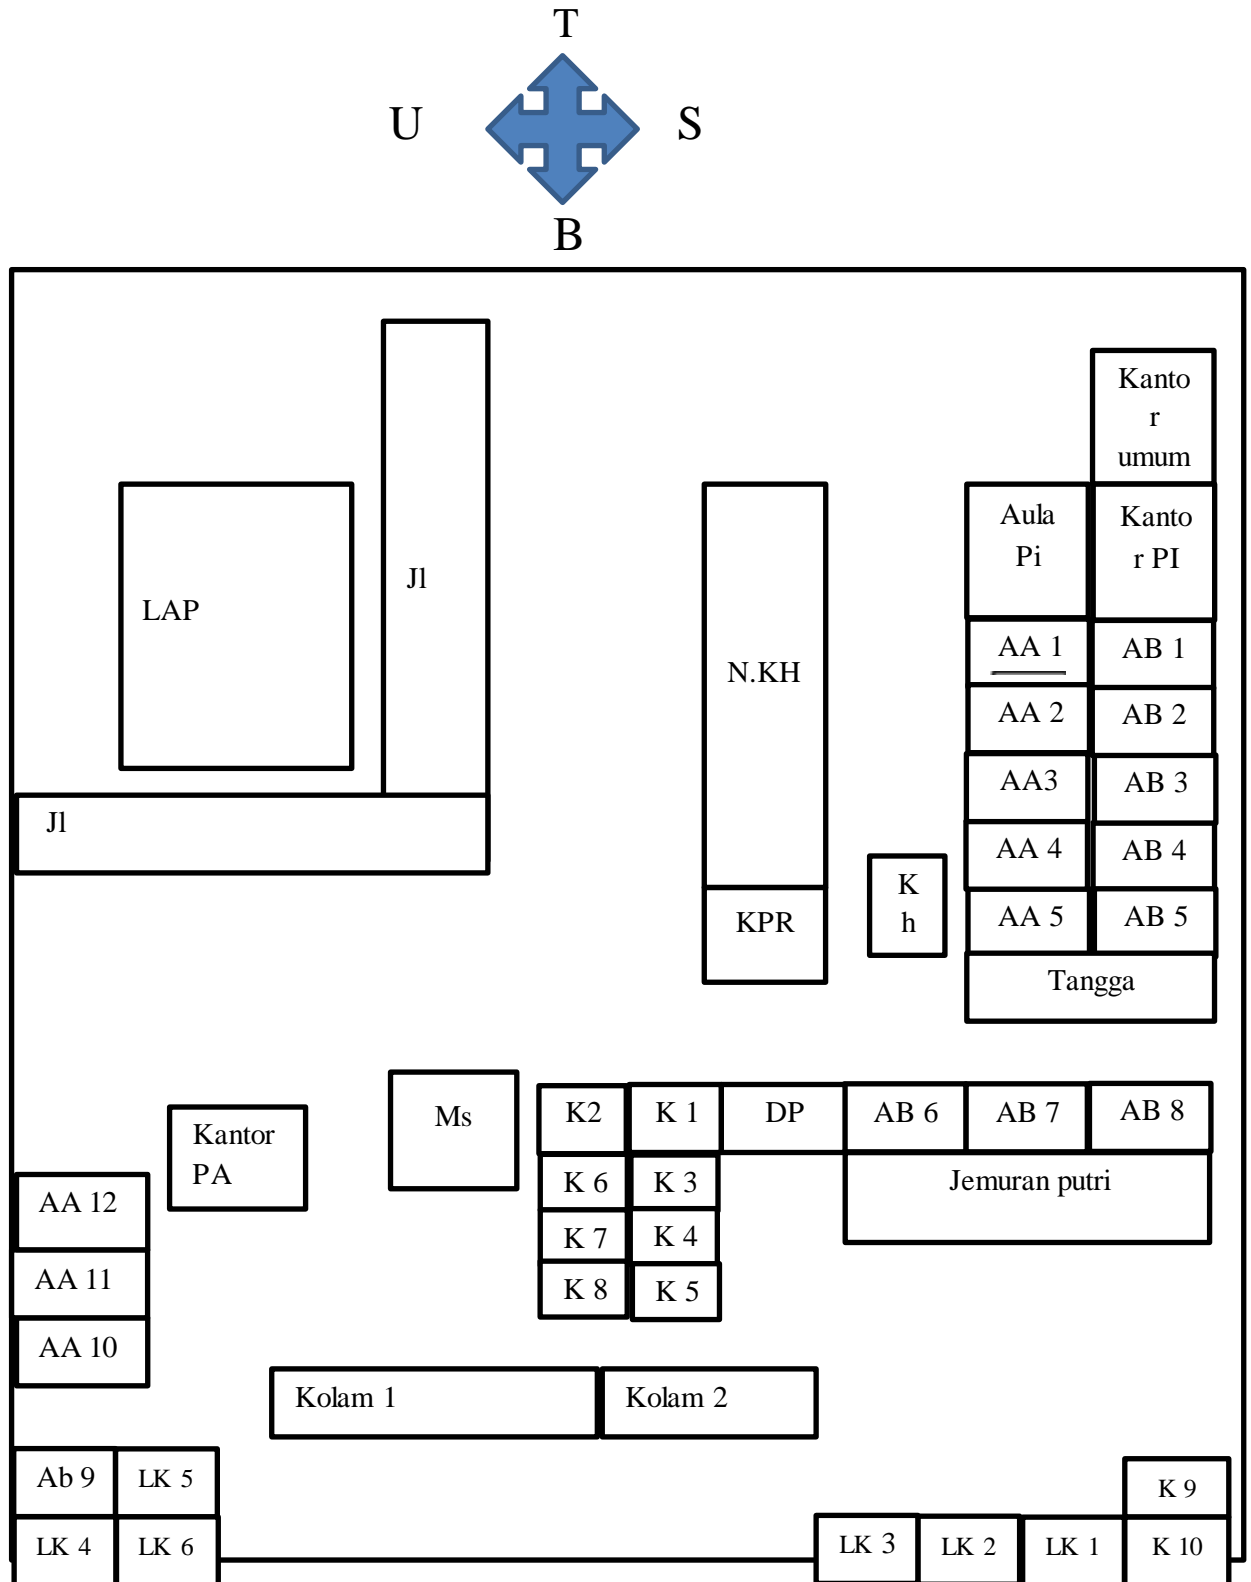 T
U
S
B
Kanto
r
umum
Aula
Pi
Kanto
r PI
Jl
LAP
AA 1
AB 1
N.KH
AA 2
AB 2
AA3
AB 3
Jl
AA 4
AB 4
K
h
KPR
AA 5
AB 5
Tangga
Ms
K2
K 1
DP
AB 6
AB 7
AB 8
Kantor
PA
K 6
K 3
Jemuran putri
AA 12
K 7
K 4
AA 11
K 8
K 5
AA 10
Kolam 1
Kolam 2
Ab 9
LK 5
K 9
LK 4
LK 6
LK 3
LK 2
LK 1
K 10